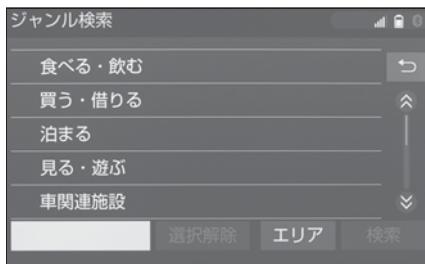 ジャンル検索
食べる・飲む
買う・借りる
泊まる
見る・遊ぶ
車関連施設
選択解除 エリア 検索